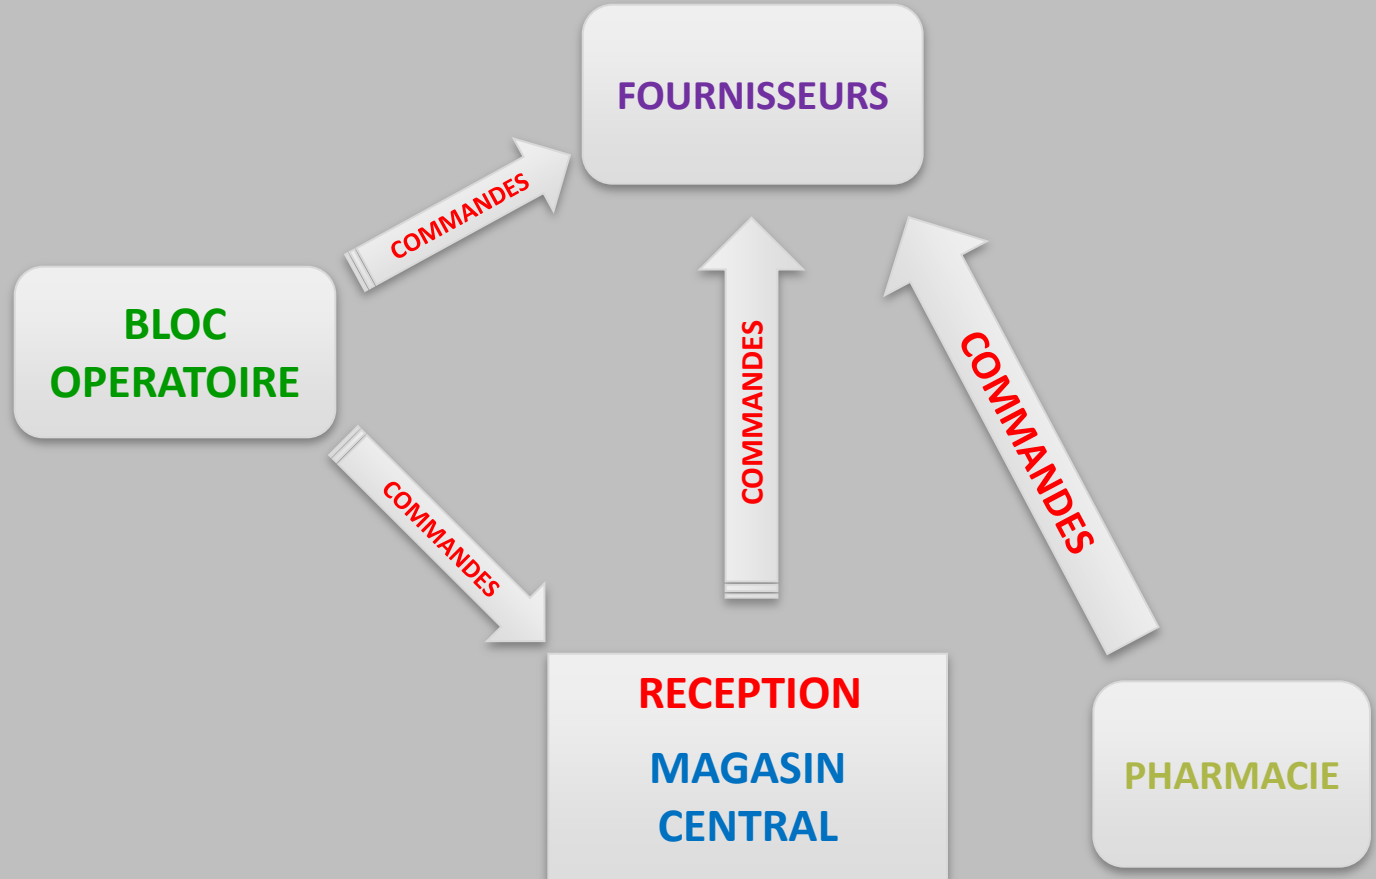 FOURNISSEURS
COMMANDES
BLOC
OPERATOIRE
COMMANDES
COMMANDES
COMMANDES
RECEPTION
MAGASIN
CENTRAL
PHARMACIE